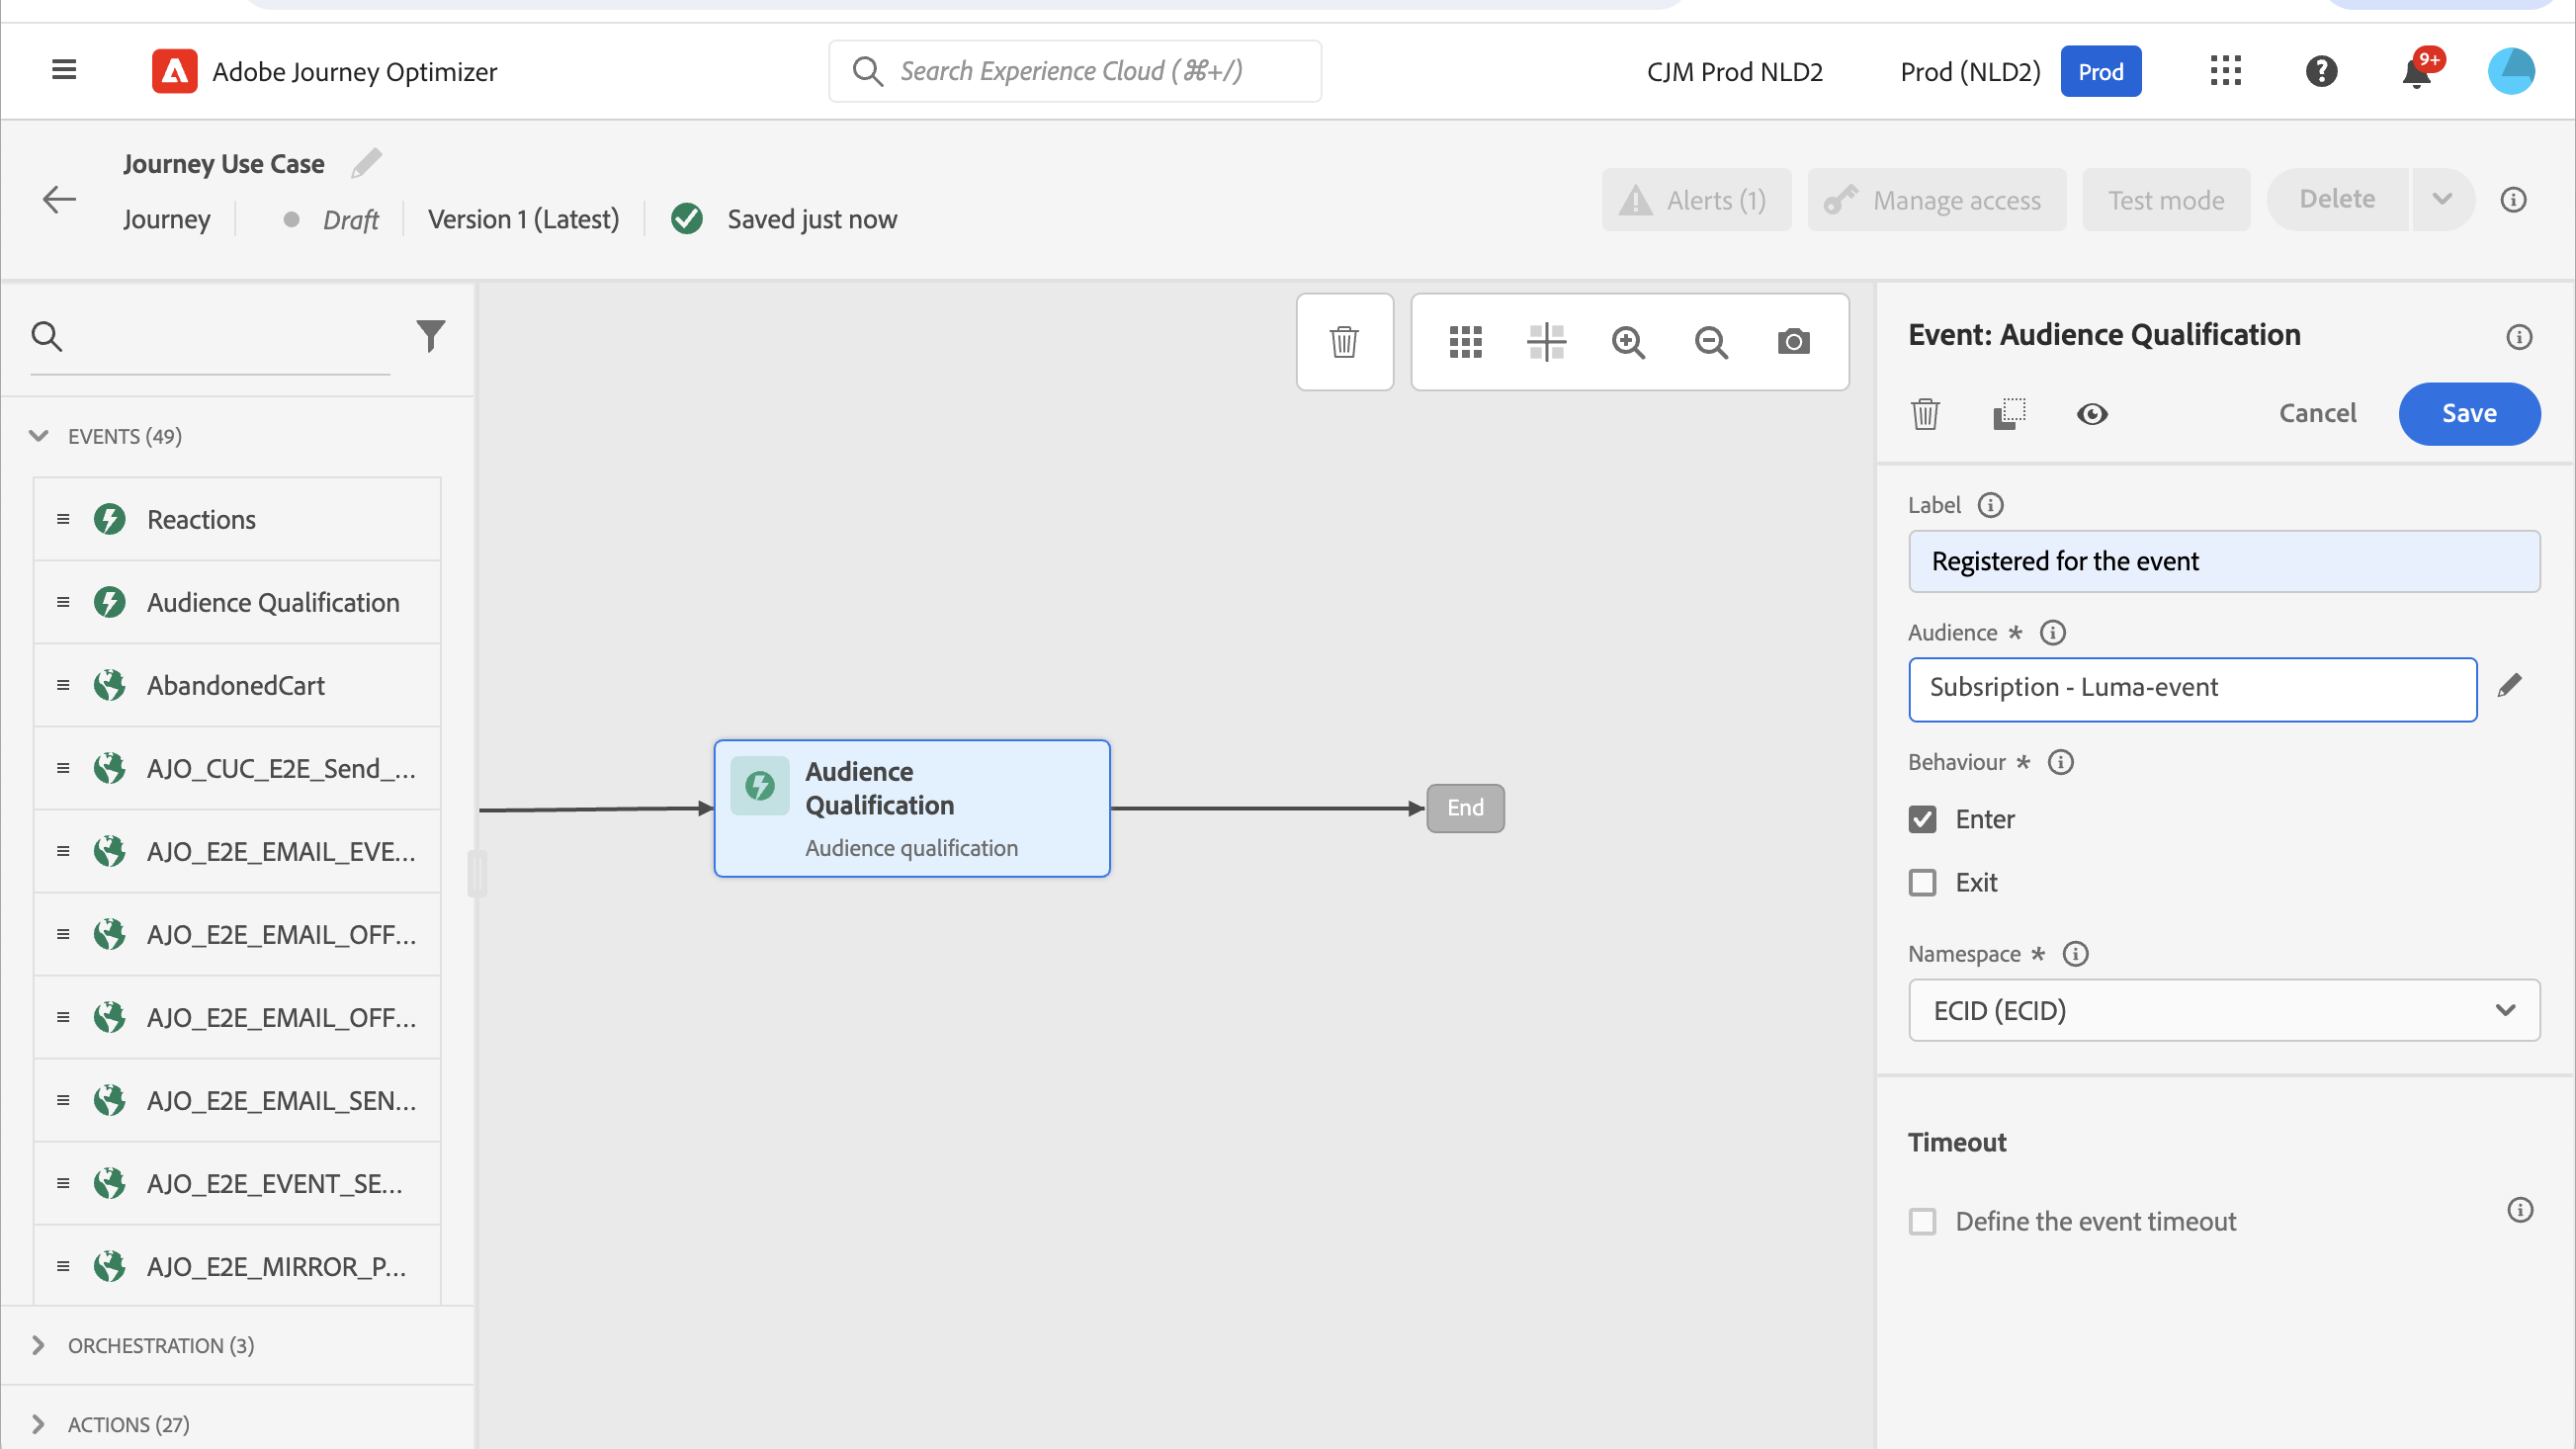 Adobe Journey Optimizer
Search Experience Cloud (⌘+/)
CJM Prod NLD2
Prod (NLD2)
Prod
9+
Journey Use Case
Journey
Draft
Version 1 (Latest)
Saved just now
Alerts (1)
Manage access
Test mode
Delete
EVENTS (49)
Reactions
Audience Qualification
AbandonedCart
AJO_CUC_E2E_Send_...
AJO_E2E_EMAIL_EVE...
AJO_E2E_EMAIL_OFF...
AJO_E2E_EMAIL_OFF...
AJO_E2E_EMAIL_SEN...
AJO_E2E_EVENT_SE...
AJO_E2E_MIRROR_P...
ORCHESTRATION (3)
ACTIONS (27)
Audience
Qualification
Audience qualification
End
Event: Audience Qualification
Cancel
Save
Label
Registered for the event
Audience *
Subsription - Luma-event
Behaviour *
Enter
Exit
Namespace *
ECID (ECID)
Timeout
Define the event timeout